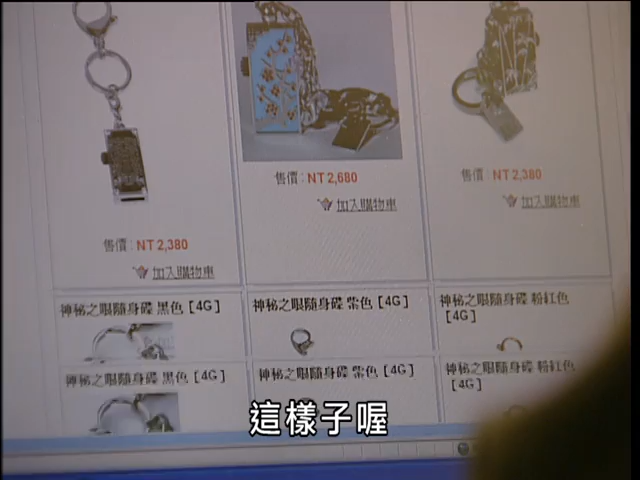 售價: NT 2,680
加入購物車
售價: NT 2,380
加入購物車
售價: NT 2,380
加入購物車
神秘之眼隨身碟 黑色 [4G]
神秘之眼隨身碟 紫色 [4G]
神秘之眼隨身碟 粉紅色
[4G]
神秘之眼隨身碟 黑色 [4G]
神秘之眼隨身碟 紫色 [4G]
神秘之眼隨身碟 粉紅色
[4G]
這樣子喔